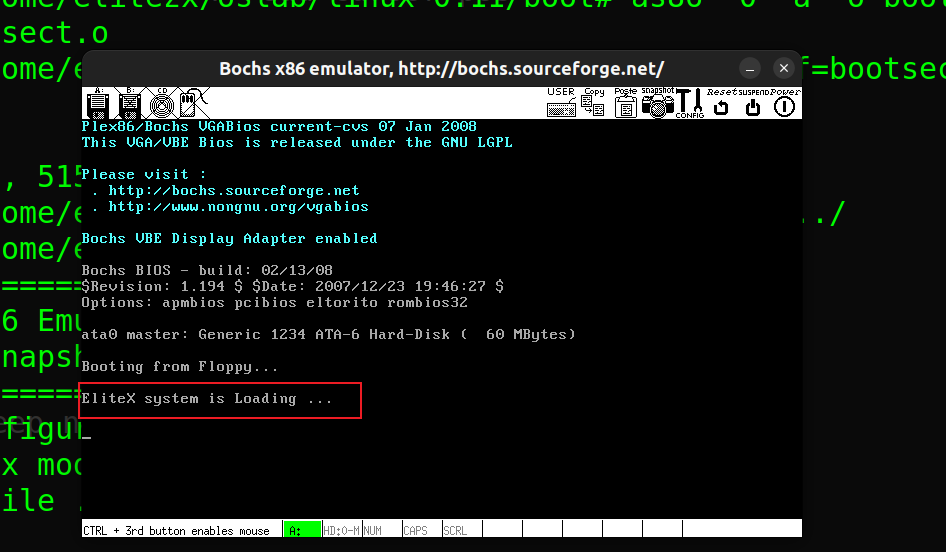 ome/elitezx/oslab/linux-0.11/boot# as86 -0 -a -o boot
sect.o
ome/e
f=bootsec
Bochs x86 emulator, http://bochs.sourceforge.net/
A: B: CD
USER Copy Paste snapshot CONFIG Reset SUSPEND Power
Plex86/Bochs VGABios current-cvs 07 Jan 2008
This VGA/VBE Bios is released under the GNU LGPL
Please visit :
. http://bochs.sourceforge.net
. http://www.nongnu.org/vgabios
Bochs VBE Display Adapter enabled
Bochs BIOS - build: 02/13/08
$Revision: 1.194 $ $Date: 2007/12/23 19:46:27 $
Options: apmbios pcibios eltorito rombios32
ata0 master: Generic 1234 ATA-6 Hard-Disk (  60 MBytes)
Booting from Floppy...
EliteX system is Loading ...
, 515
ome/e
../
ome/e
=====
6 Emu
napsh
=====
figur
x mod
ile .
CTRL + 3rd button enables mouse A: HD:0-M NUM CAPS SCRL